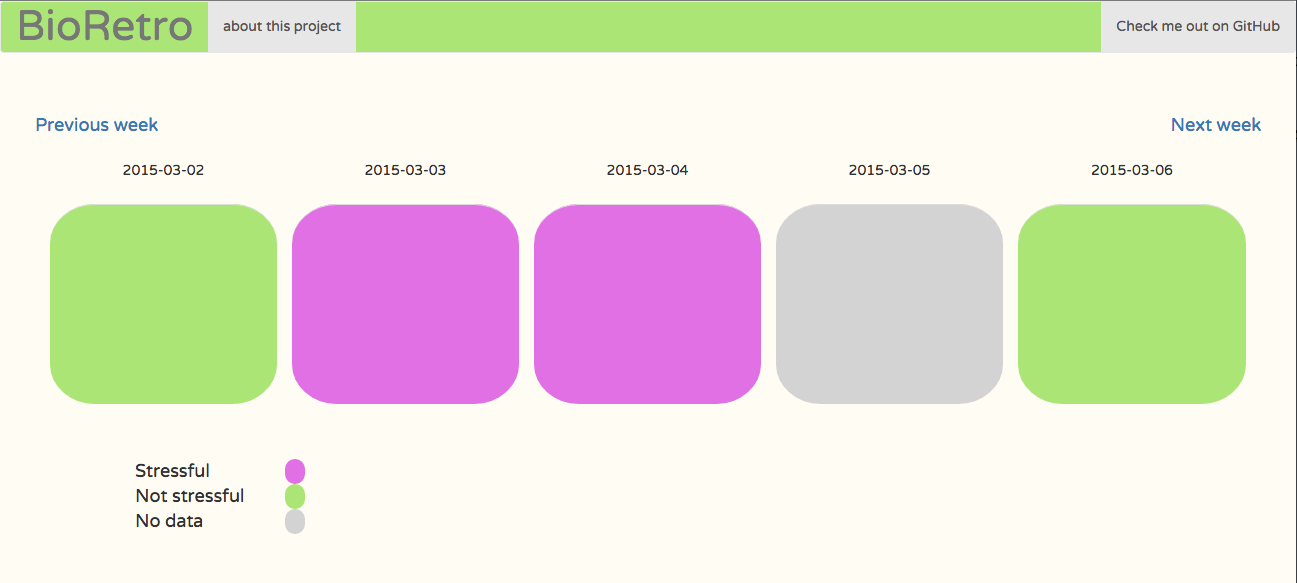 BioRetro about this project Check me out on GitHub
Previous week Next week
2015-03-02 2015-03-03 2015-03-04 2015-03-05 2015-03-06
Stressful
Not stressful
No data